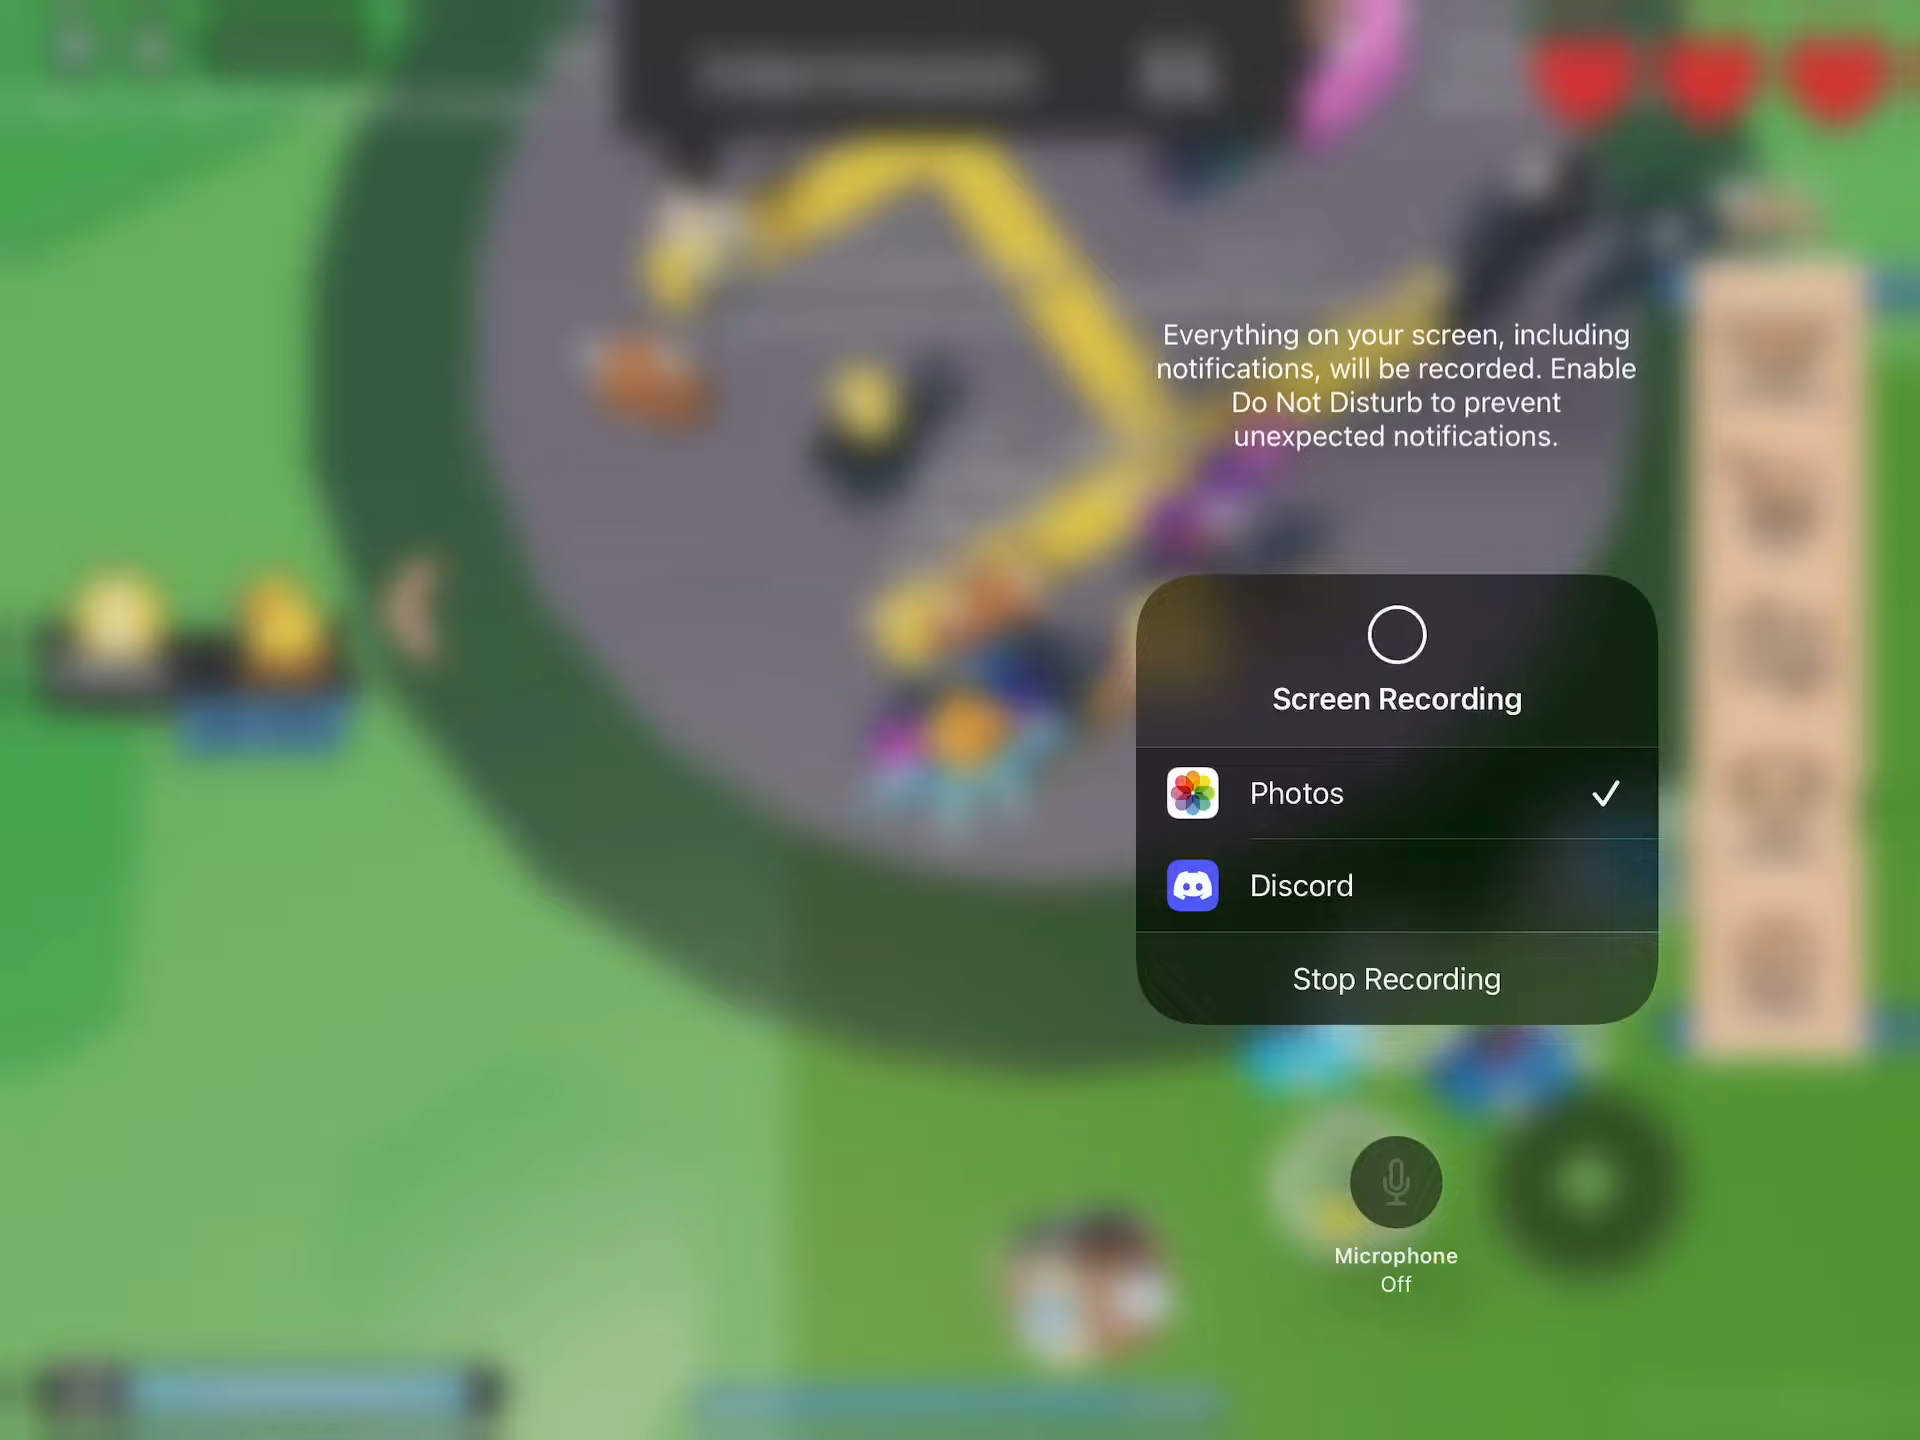 Everything on your screen, including
notifications, will be recorded. Enable
Do Not Disturb to prevent
unexpected notifications.
Screen Recording
Photos
Discord
Stop Recording
Microphone
Off